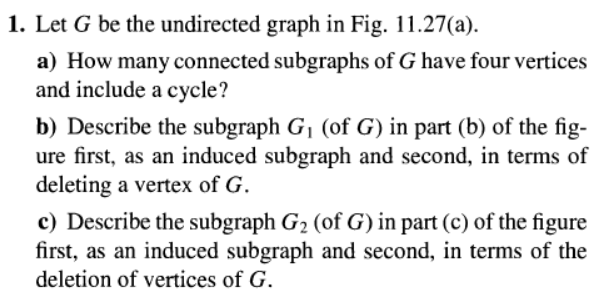 1. Let G be the undirected graph in Fig. 11.27(a).
a) How many connected subgraphs of G have four vertices
and include a cycle?
b) Describe the subgraph G₁ (of G) in part (b) of the fig-
ure first, as an induced subgraph and second, in terms of
deleting a vertex of G.
c) Describe the subgraph G₂ (of G) in part (c) of the figure
first, as an induced subgraph and second, in terms of the
deletion of vertices of G.